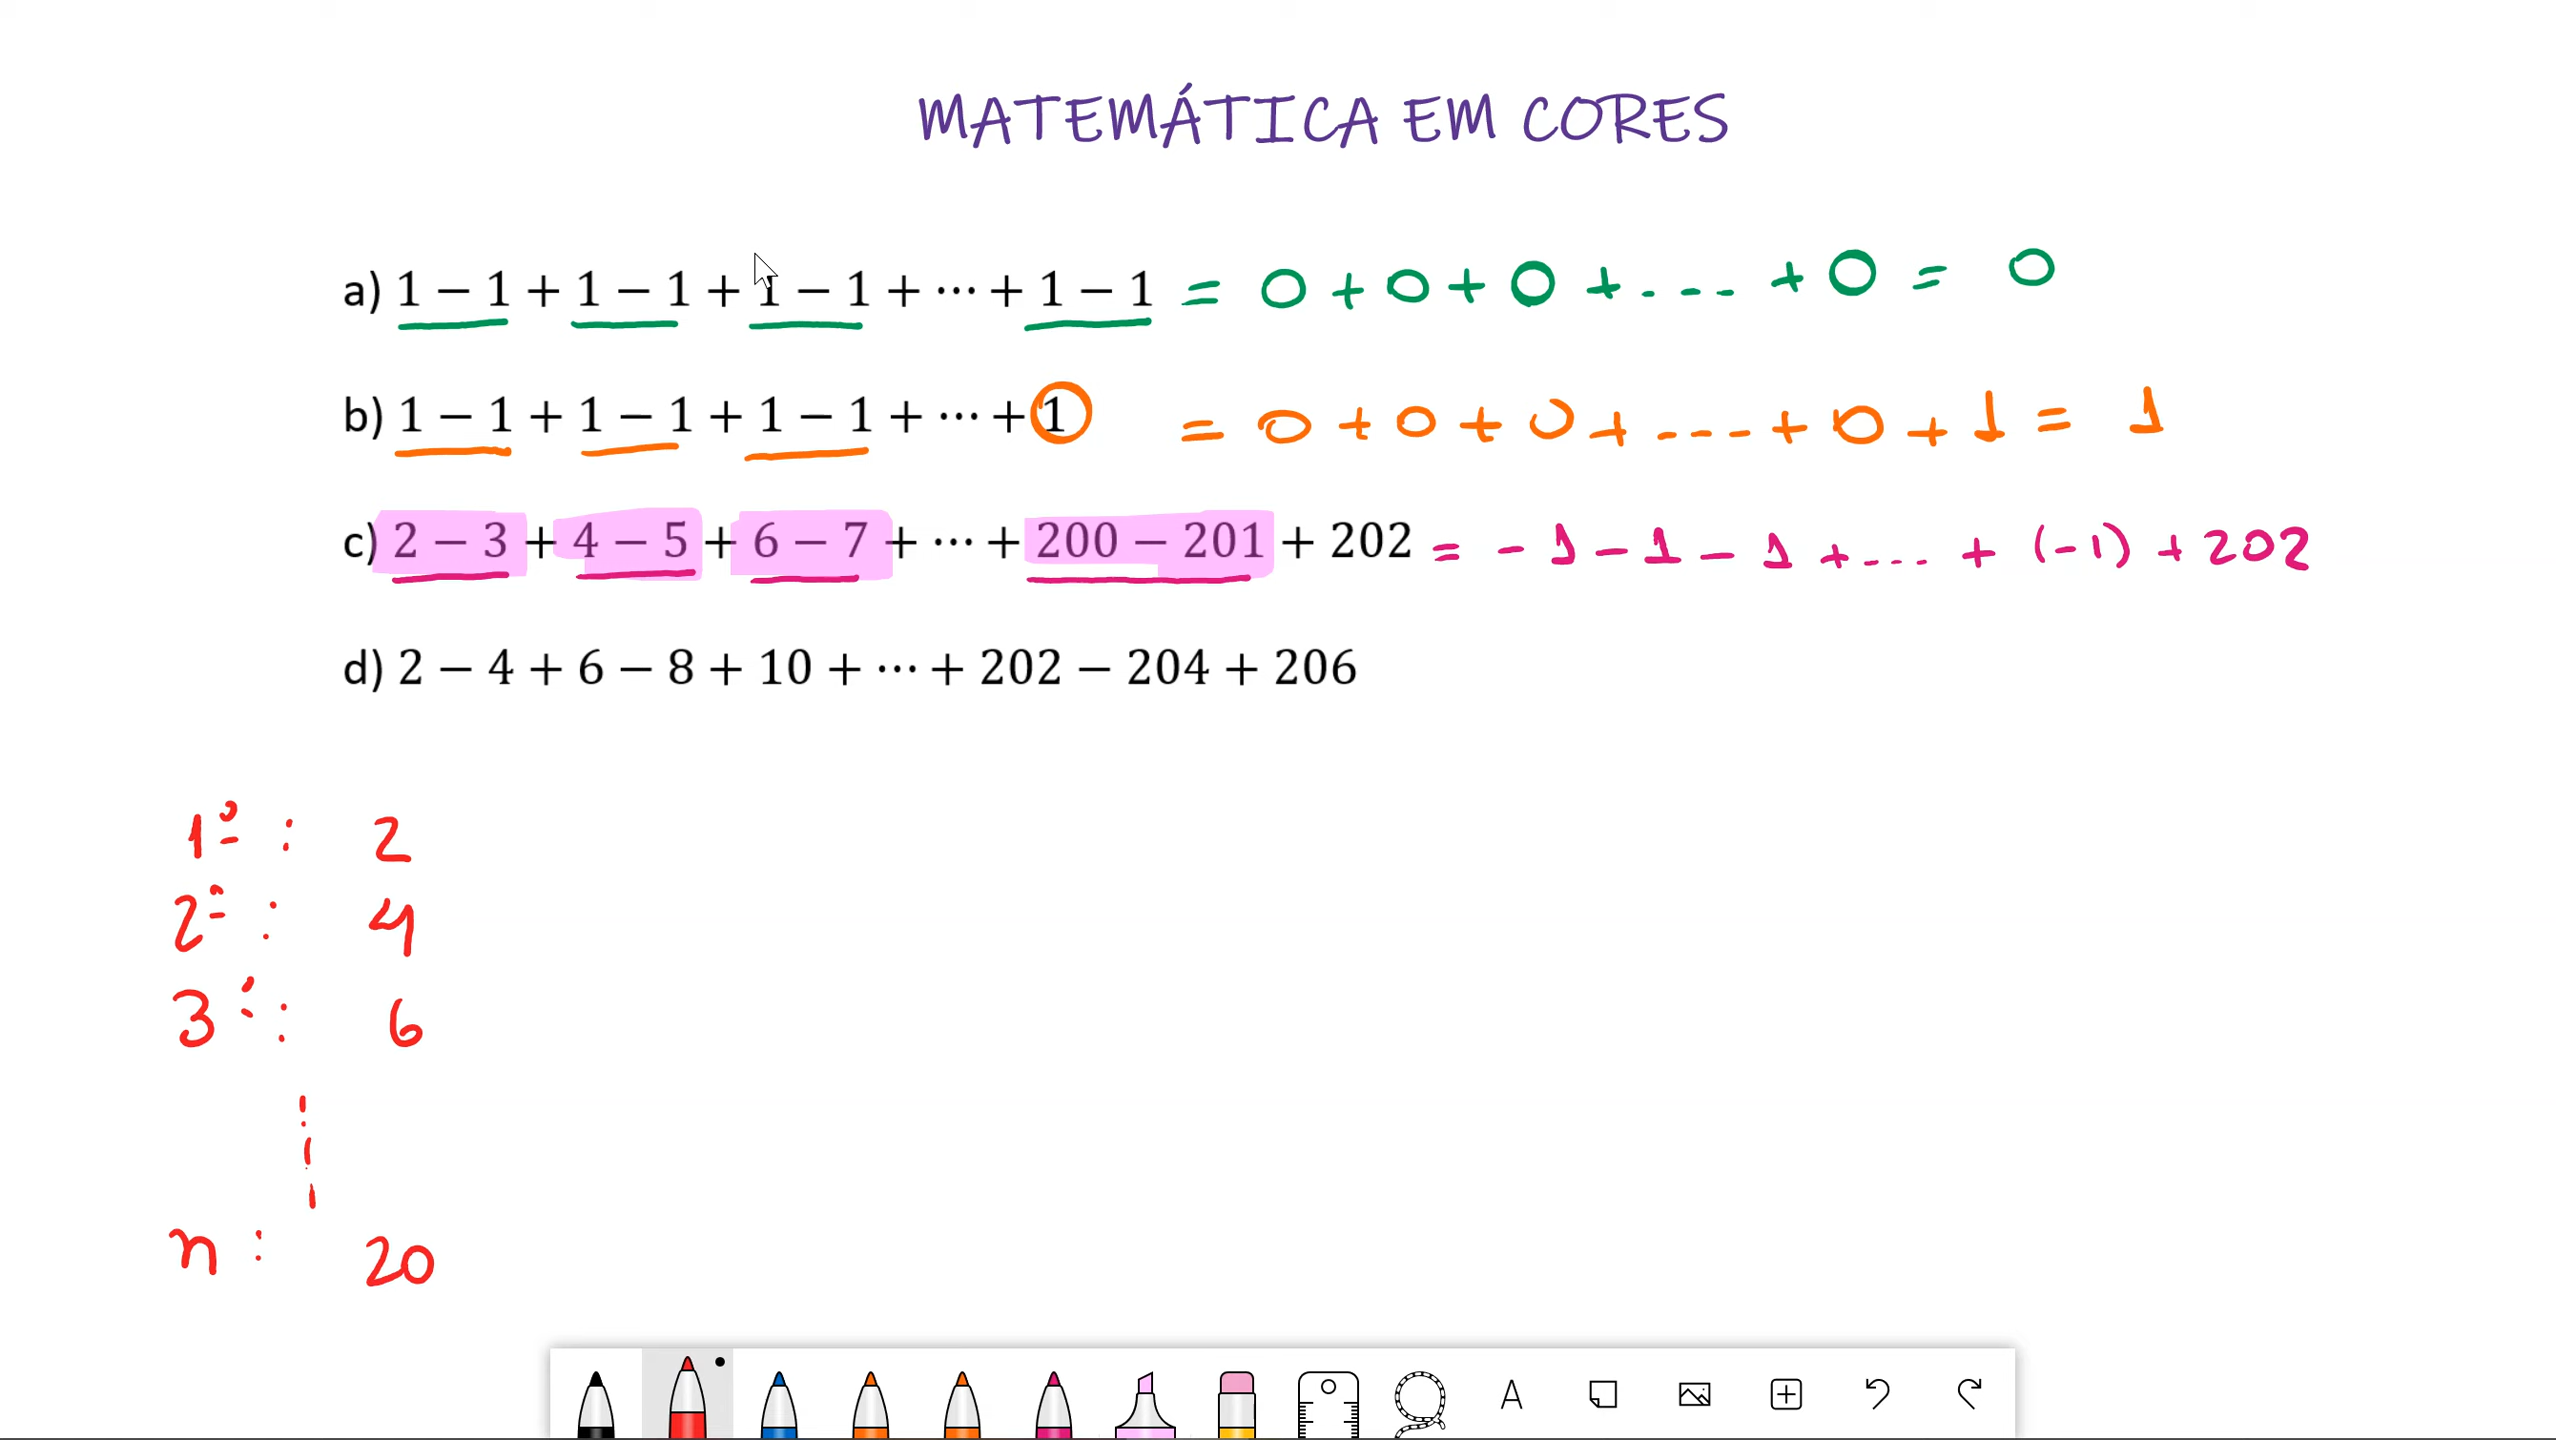 MATEMÁTICA EM CORES
a) 1 − 1 + 1 − 1 + 1 − 1 + ⋯ + 1 − 1 = 0 + 0 + 0 + ... + 0 = 0
b) 1 − 1 + 1 − 1 + 1 − 1 + ⋯ + 1 = 0 + 0 + 0 + ... + 0 + 1 = 1
c) 2 − 3 + 4 − 5 + 6 − 7 + ⋯ + 200 − 201 + 202 = - 1 - 1 - 1 + ... + (-1) + 202
d) 2 − 4 + 6 − 8 + 10 + ⋯ + 202 − 204 + 206
1º : 2
2º : 4
3º : 6
n : 20
A